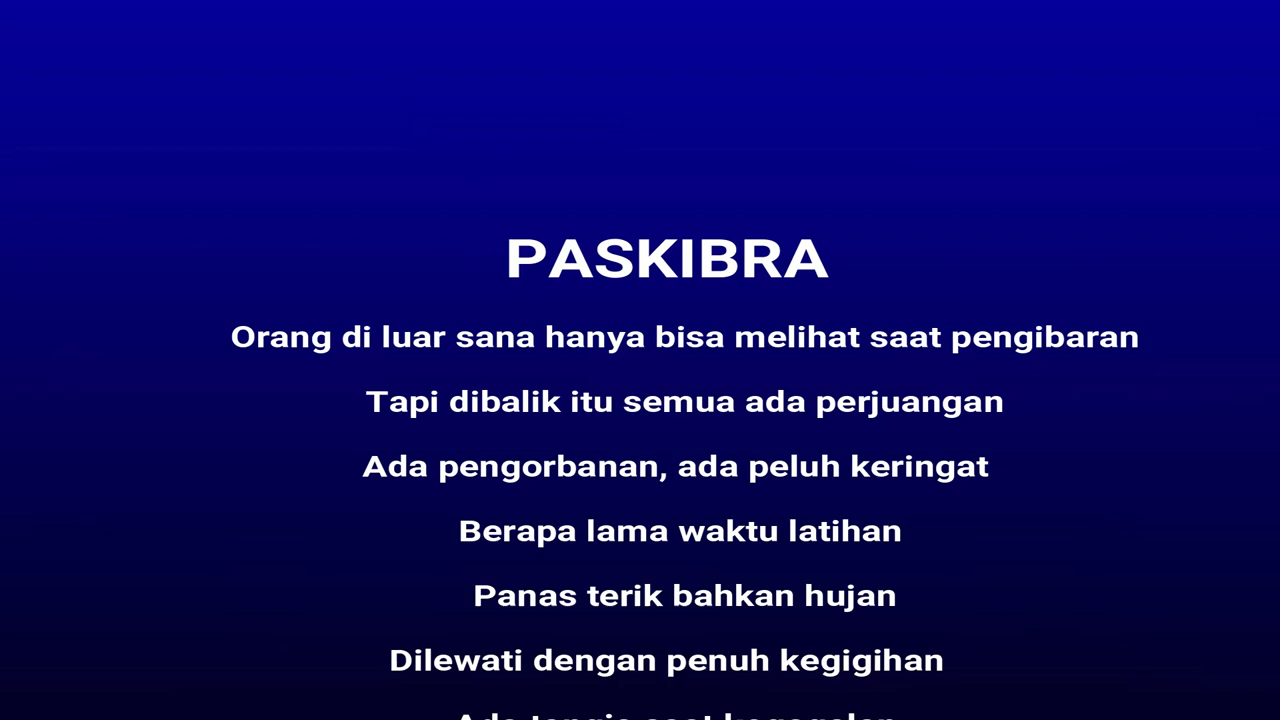 PASKIBRA
Orang di luar sana hanya bisa melihat saat pengibaran
Tapi dibalik itu semua ada perjuangan
Ada pengorbanan, ada peluh keringat
Berapa lama waktu latihan
Panas terik bahkan hujan
Dilewati dengan penuh kegigihan